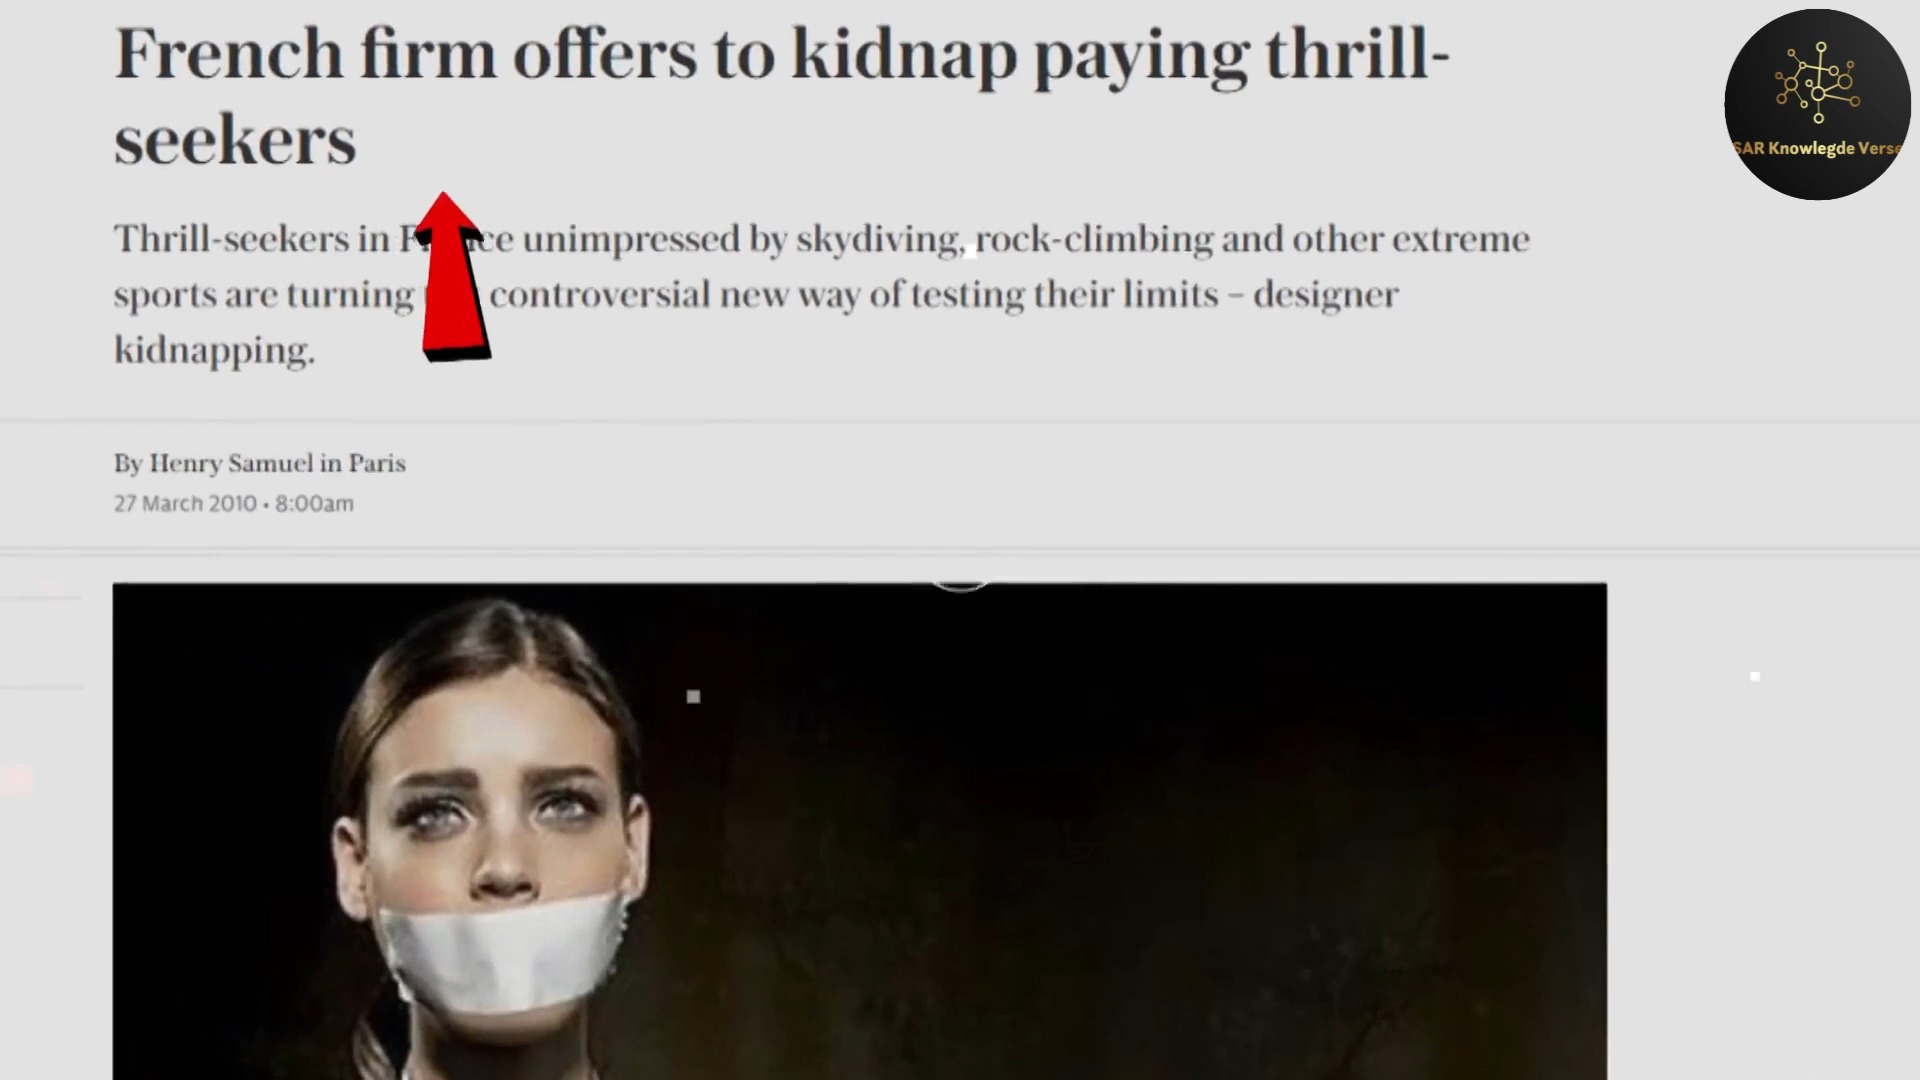 French firm offers to kidnap paying thrill-
seekers
Thrill-seekers in unimpressed by skydiving, rock-climbing and other extreme
sports are turning controversial new way of testing their limits – designer
kidnapping.
By Henry Samuel in Paris
27 March 2010 • 8:00am
SAR Knowlegde Verse